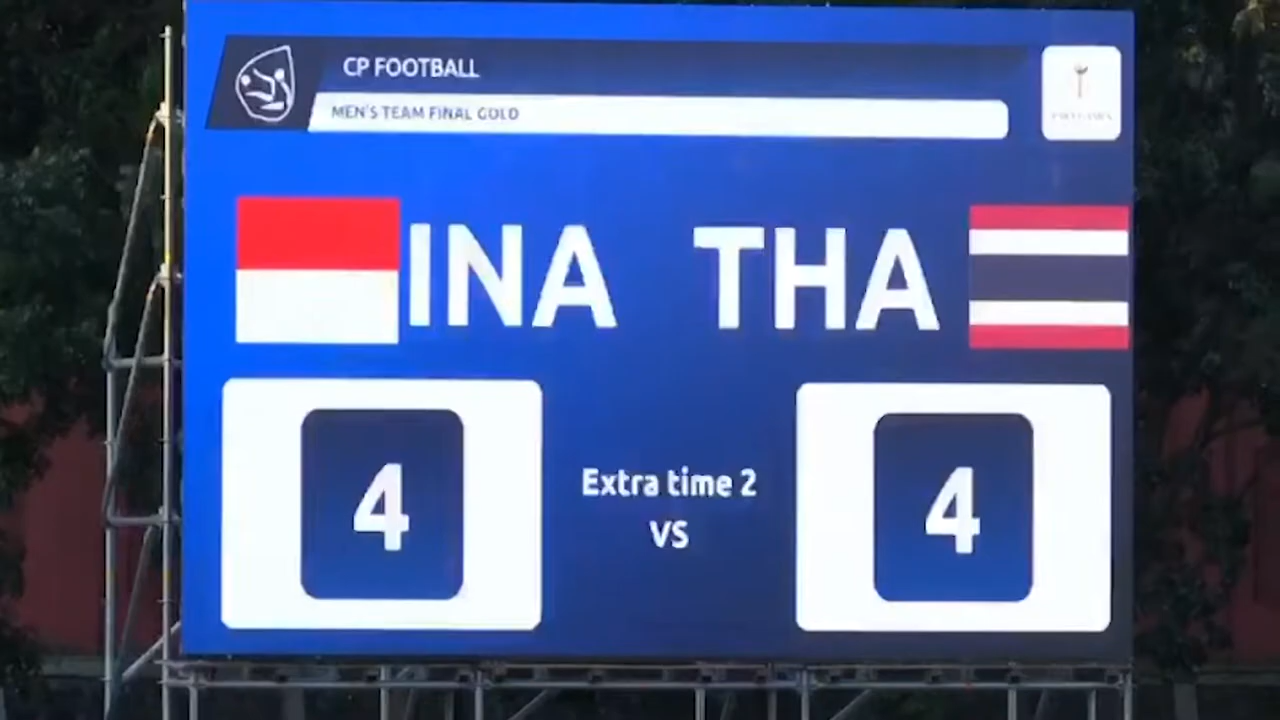 CP FOOTBALL
MEN'S TEAM FINAL GOLD
INA THA
4 4
Extra time 2
VS